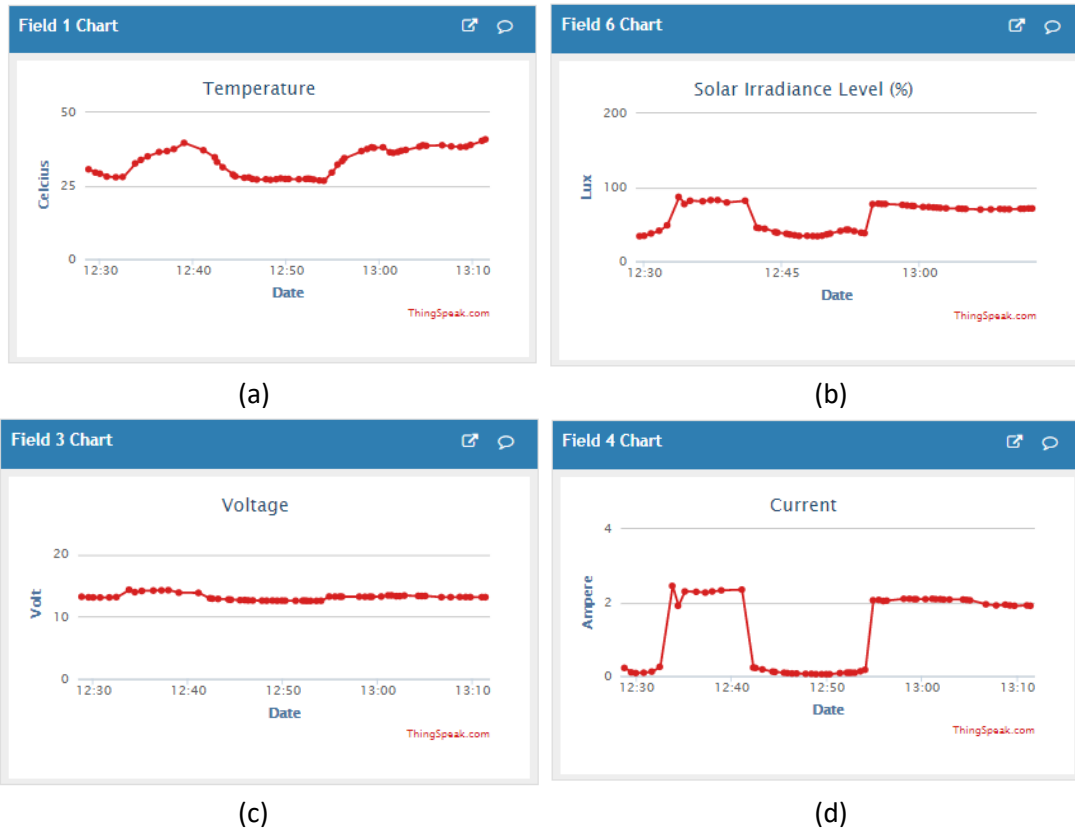 Field 1 Chart
Temperature
50
25
0
Celcius
12:30 12:40 12:50 13:00 13:10
Date
ThingSpeak.com
(a)
Field 6 Chart
Solar Irradiance Level (%)
200
100
0
Lux
12:30 12:45 13:00
Date
ThingSpeak.com
(b)
Field 3 Chart
Voltage
20
10
0
Volt
12:30 12:40 12:50 13:00 13:10
Date
ThingSpeak.com
(c)
Field 4 Chart
Current
4
2
0
Ampere
12:30 12:40 12:50 13:00 13:10
Date
ThingSpeak.com
(d)